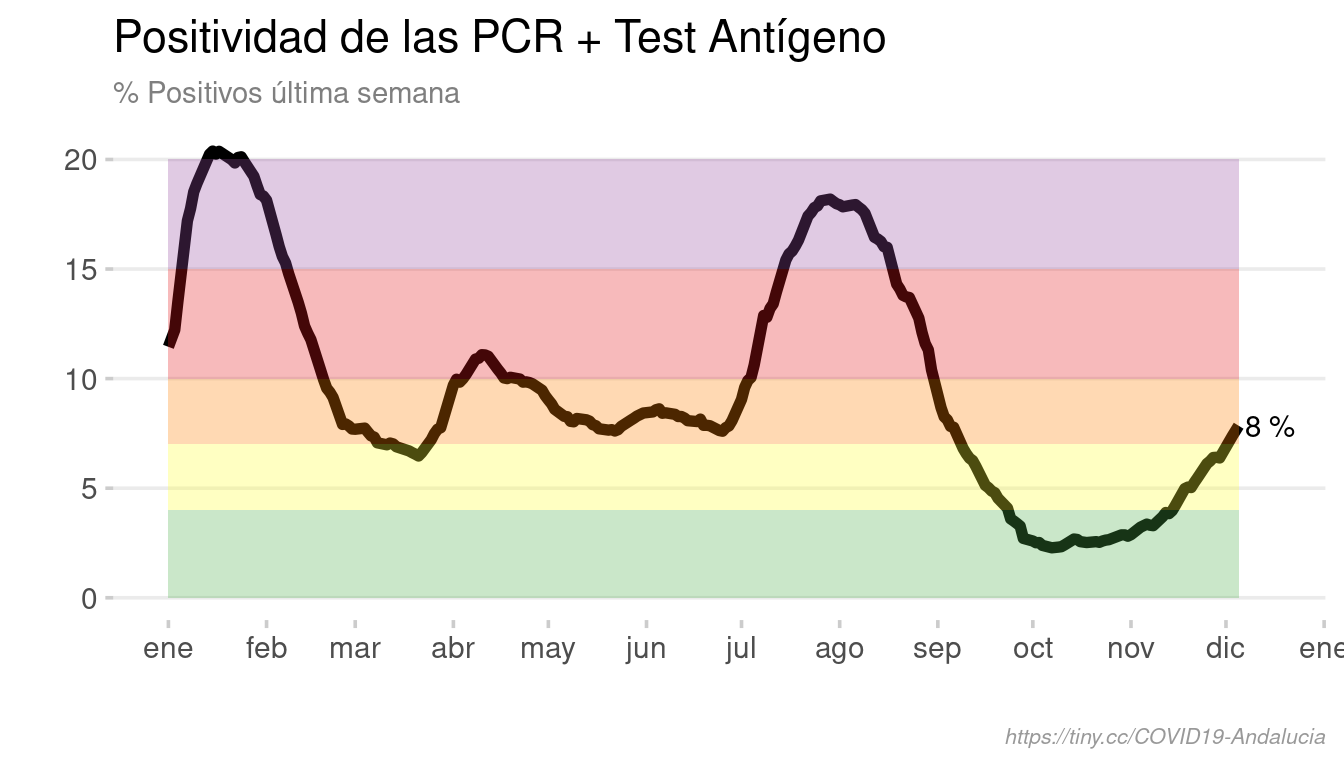 Positividad de las PCR + Test Antígeno
% Positivos última semana
20
15
10
5
0
8 %
ene feb mar abr may jun jul ago sep oct nov dic ene
https://tiny.cc/COVID19-Andalucia